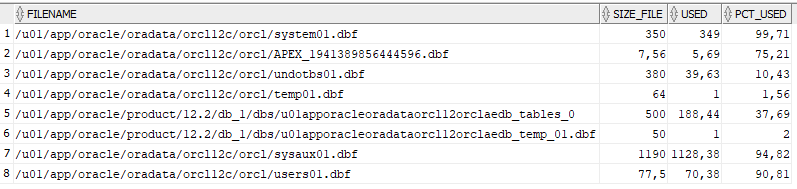 FILENAME SIZE_FILE USED PCT_USED
1 /u01/app/oracle/oradata/orcl12c/orcl/system01.dbf 350 349 99,71
2 /u01/app/oracle/oradata/orcl12c/orcl/APEX_1941389856444596.dbf 7,56 5,69 75,21
3 /u01/app/oracle/oradata/orcl12c/orcl/undotbs01.dbf 380 39,63 10,43
4 /u01/app/oracle/oradata/orcl12c/orcl/temp01.dbf 64 1 1,56
5 /u01/app/oracle/product/12.2/db_1/dbs/u01apporacleoradataorcl12orclaedb_tables_0 500 188,44 37,69
6 /u01/app/oracle/product/12.2/db_1/dbs/u01apporacleoradataorcl12orclaedb_temp_01.dbf 50 1 2
7 /u01/app/oracle/oradata/orcl12c/orcl/sysaux01.dbf 1190 1128,38 94,82
8 /u01/app/oracle/oradata/orcl12c/orcl/users01.dbf 77,5 70,38 90,81